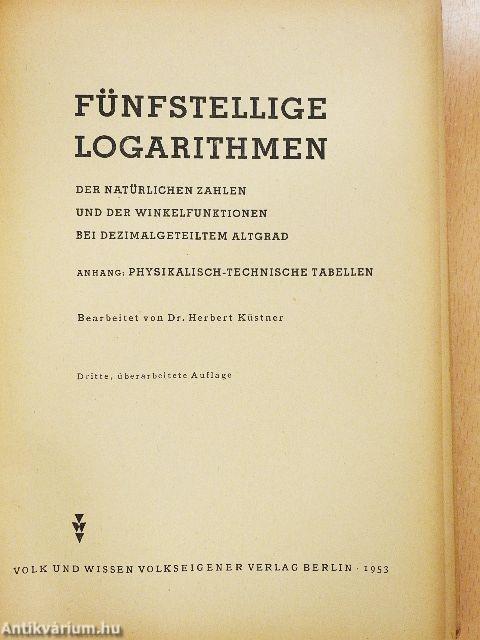 FÜNFSTELLIGE
LOGARITHMEN
DER NATÜRLICHEN ZAHLEN
UND DER WINKELFUNKTIONEN
BEI DEZIMALGETEILTEM ALTGRAD
ANHANG: PHYSIKALISCH-TECHNISCHE TABELLEN
Bearbeitet von Dr. Herbert Küstner
Dritte, überarbeitete Auflage
VOLK UND WISSEN VOLKSEIGENER VERLAG BERLIN · 1953
Antikvárium.hu